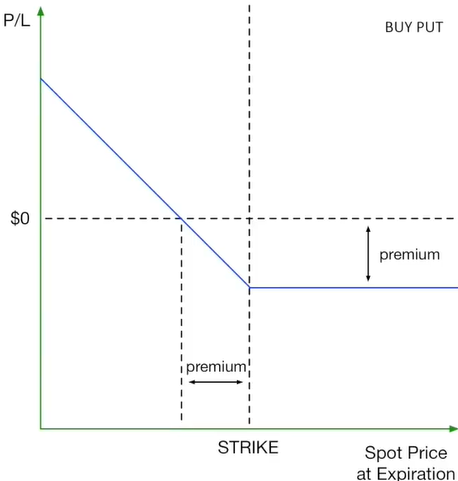 P/L
BUY PUT
$0
premium
premium
STRIKE
Spot Price
at Expiration